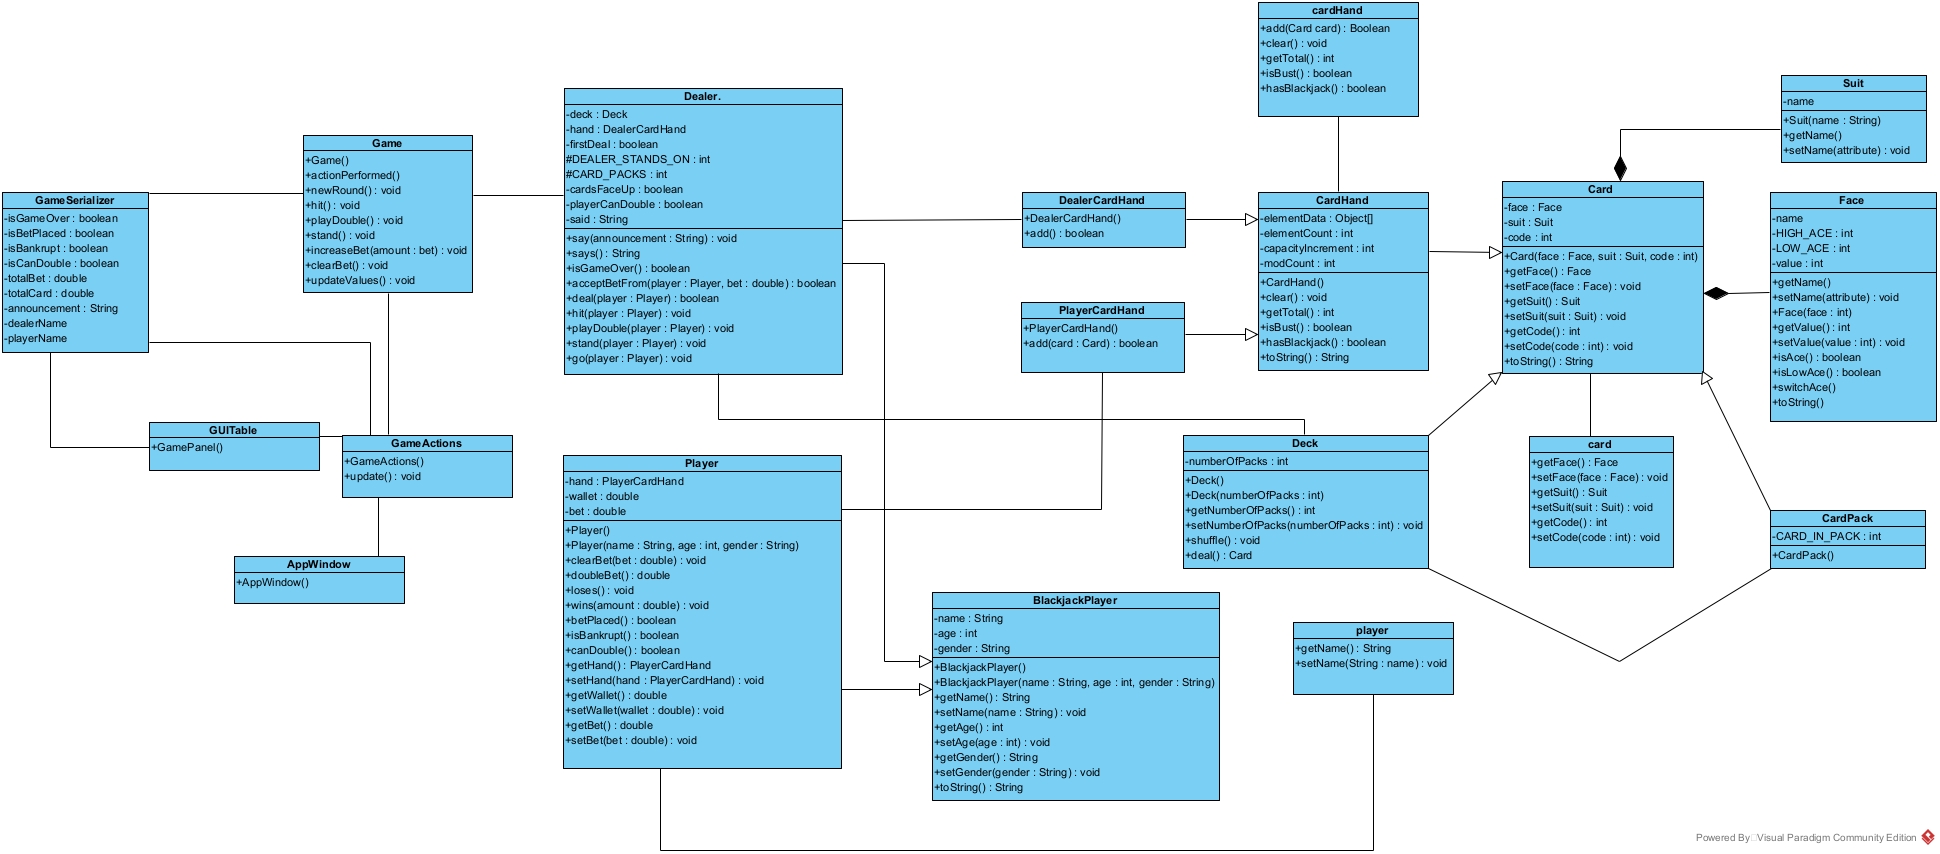 cardHand
+add(Card card) : Boolean
+clear() : void
+getTotal() : int
+isBust() : boolean
+hasBlackjack() : boolean
Suit
-name
+Suit(name : String)
+getName()
+setName(attribute) : void
Dealer.
-deck : Deck
-hand : DealerCardHand
-firstDeal : boolean
#DEALER_STANDS_ON : int
#CARD_PACKS : int
-cardsFaceUp : boolean
-playerCanDouble : boolean
-said : String
+say(announcement : String) : void
+says() : String
+isGameOver() : boolean
+acceptBetFrom(player : Player, bet : double) : boolean
+deal(player : Player) : boolean
+hit(player : Player) : void
+playDouble(player : Player) : void
+stand(player : Player) : void
+go(player : Player) : void
Game
+Game()
+actionPerformed()
+newRound() : void
+hit() : void
+playDouble() : void
+stand() : void
+increaseBet(amount : bet) : void
+clearBet() : void
+updateValues() : void
GameSerializer
-isGameOver : boolean
-isBetPlaced : boolean
-isBankrupt : boolean
-isCanDouble : boolean
-totalBet : double
-totalCard : double
-announcement : String
-dealerName
-playerName
DealerCardHand
+DealerCardHand()
+add() : boolean
CardHand
-elementData : Object[]
-elementCount : int
-capacityIncrement : int
-modCount : int
+CardHand()
+clear() : void
+getTotal() : int
+isBust() : boolean
+hasBlackjack() : boolean
+toString() : String
Card
-face : Face
-suit : Suit
-code : int
+Card(face : Face, suit : Suit, code : int)
+getFace() : Face
+setFace(face : Face) : void
+getSuit() : Suit
+setSuit(suit : Suit) : void
+getCode() : int
+setCode(code : int) : void
+toString() : String
Face
-name
-HIGH_ACE : int
-LOW_ACE : int
-value : int
+getName()
+setName(attribute) : void
+Face(face : int)
+getValue() : int
+setValue(value : int) : void
+isAce() : boolean
+isLowAce() : boolean
+switchAce()
+toString()
PlayerCardHand
+PlayerCardHand()
+add(card : Card) : boolean
GUITable
+GamePanel()
GameActions
+GameActions()
+update() : void
AppWindow
+AppWindow()
Player
-hand : PlayerCardHand
-wallet : double
-bet : double
+Player()
+Player(name : String, age : int, gender : String)
+clearBet(bet : double) : void
+doubleBet() : double
+loses() : void
+wins(amount : double) : void
+betPlaced() : boolean
+isBankrupt() : boolean
+canDouble() : boolean
+getHand() : PlayerCardHand
+setHand(hand : PlayerCardHand) : void
+getWallet() : double
+setWallet(wallet : double) : void
+getBet() : double
+setBet(bet : double) : void
Deck
-numberOfPacks : int
+Deck()
+Deck(numberOfPacks : int)
+getNumberOfPacks() : int
+setNumberOfPacks(numberOfPacks : int) : void
+shuffle() : void
+deal() : Card
card
+getFace() : Face
+setFace(face : Face) : void
+getSuit() : Suit
+setSuit(suit : Suit) : void
+getCode() : int
+setCode(code : int) : void
CardPack
-CARD_IN_PACK : int
+CardPack()
BlackjackPlayer
-name : String
-age : int
-gender : String
+BlackjackPlayer()
+BlackjackPlayer(name : String, age : int, gender : String)
+getName() : String
+setName(name : String) : void
+getAge() : int
+setAge(age : int) : void
+getGender() : String
+setGender(gender : String) : void
+toString() : String
player
+getName() : String
+setName(String : name) : void
Powered By Visual Paradigm Community Edition